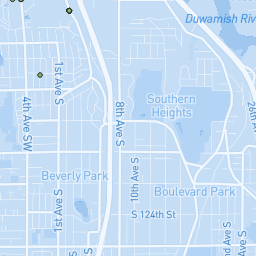 Duwamish Riv
1st Ave S
4th Ave SW
8th Ave S
Southern
Heights
Beverly Park
10th Ave S
Boulevard Park
S 124th St
1st Ave S